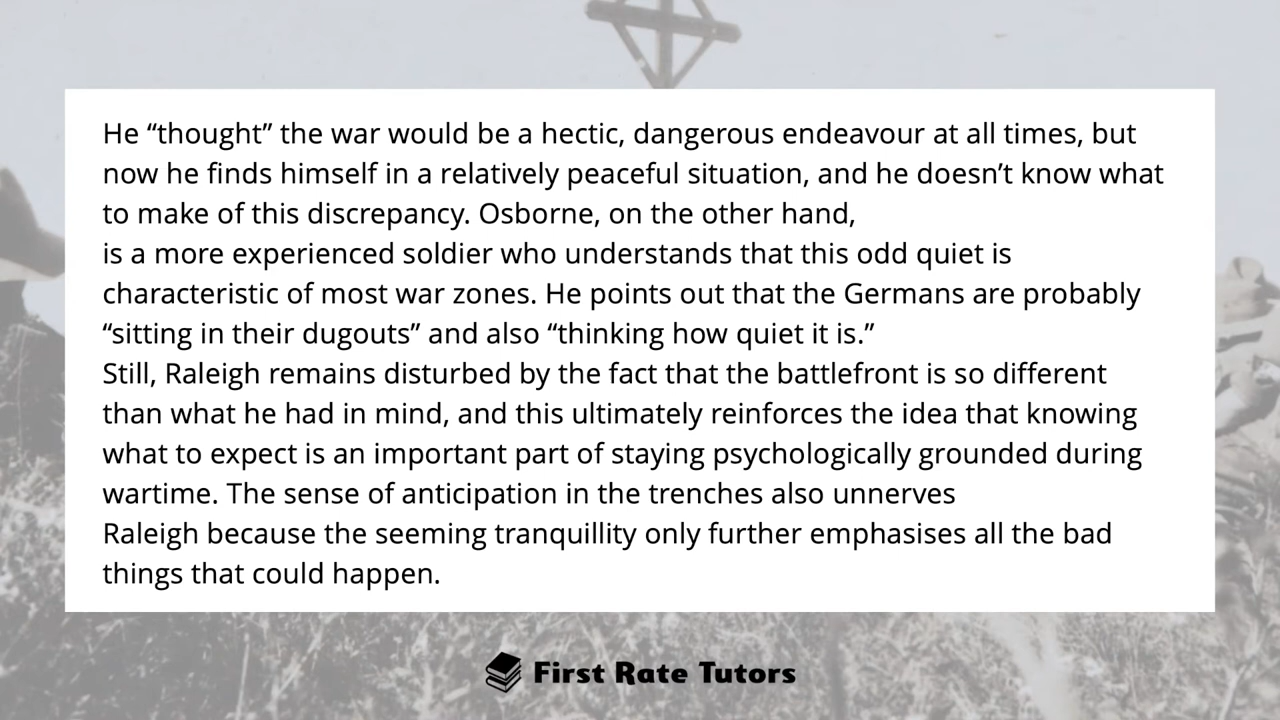 He “thought” the war would be a hectic, dangerous endeavour at all times, but
now he finds himself in a relatively peaceful situation, and he doesn’t know what
to make of this discrepancy. Osborne, on the other hand,
is a more experienced soldier who understands that this odd quiet is
characteristic of most war zones. He points out that the Germans are probably
“sitting in their dugouts” and also “thinking how quiet it is.”
Still, Raleigh remains disturbed by the fact that the battlefront is so different
than what he had in mind, and this ultimately reinforces the idea that knowing
what to expect is an important part of staying psychologically grounded during
wartime. The sense of anticipation in the trenches also unnerves
Raleigh because the seeming tranquillity only further emphasises all the bad
things that could happen.
First Rate Tutors